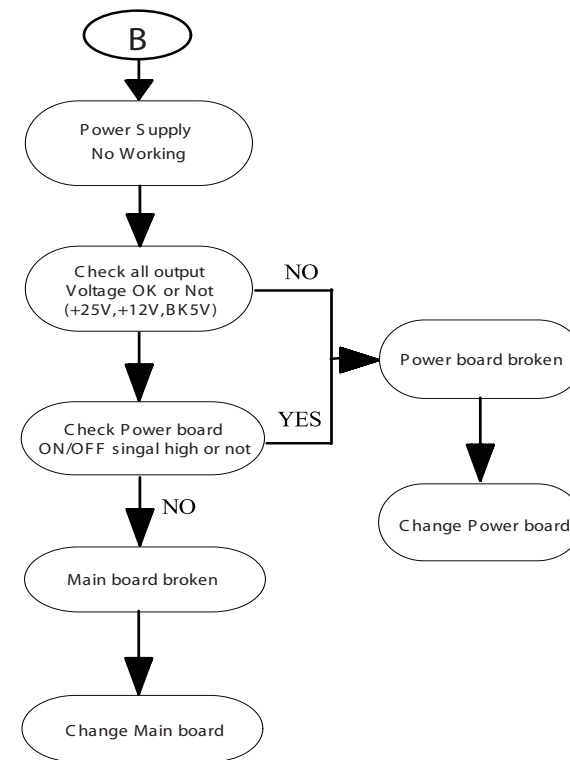 B
Power Supply
No Working
Check all output
Voltage OK or Not
(+25V,+12V,BK5V)
NO
Power board broken
Check Power board
ON/OFF singal high or not
YES
NO
Change Power board
Main board broken
Change Main board